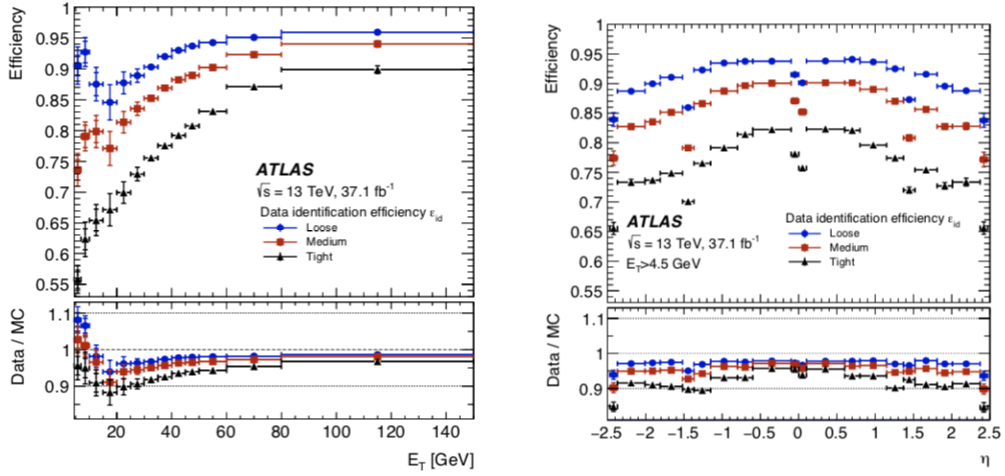 Efficiency
1
0.95
0.9
0.85
0.8
0.75
0.7
0.65
0.6
0.55
ATLAS
√s = 13 TeV, 37.1 fb⁻¹
Data identification efficiency ε_id
Loose
Medium
Tight
Data / MC
1.1
1
0.9
20 40 60 80 100 120 140
E_T [GeV]
Efficiency
1
0.95
0.9
0.85
0.8
0.75
0.7
0.65
0.6
ATLAS
√s = 13 TeV, 37.1 fb⁻¹
E_T>4.5 GeV
Data identification efficiency ε_id
Loose
Medium
Tight
Data / MC
1.1
1
0.9
−2.5 −2 −1.5 −1 −0.5 0 0.5 1 1.5 2 2.5
η